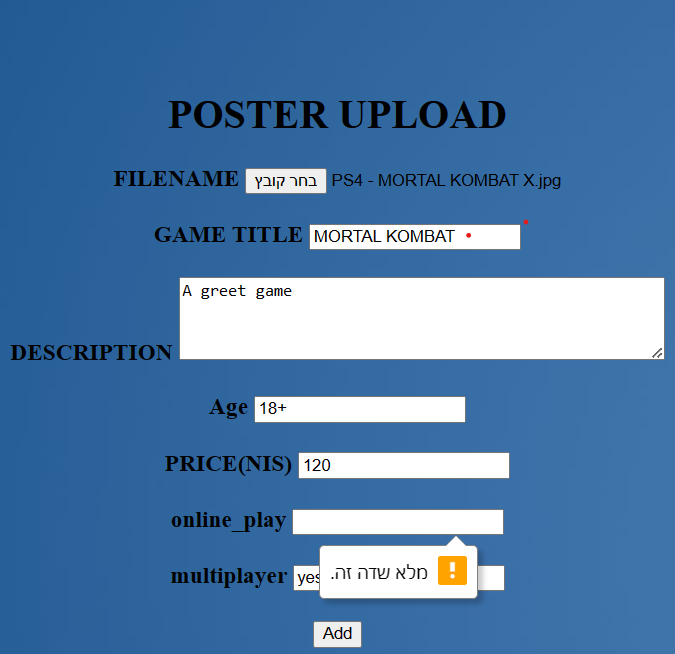 POSTER UPLOAD
FILENAME בחר קובץ PS4 - MORTAL KOMBAT X.jpg
GAME TITLE MORTAL KOMBAT
A greet game
DESCRIPTION
Age 18+
PRICE(NIS) 120
online_play
מלא שדה זה.
multiplayer yes
Add